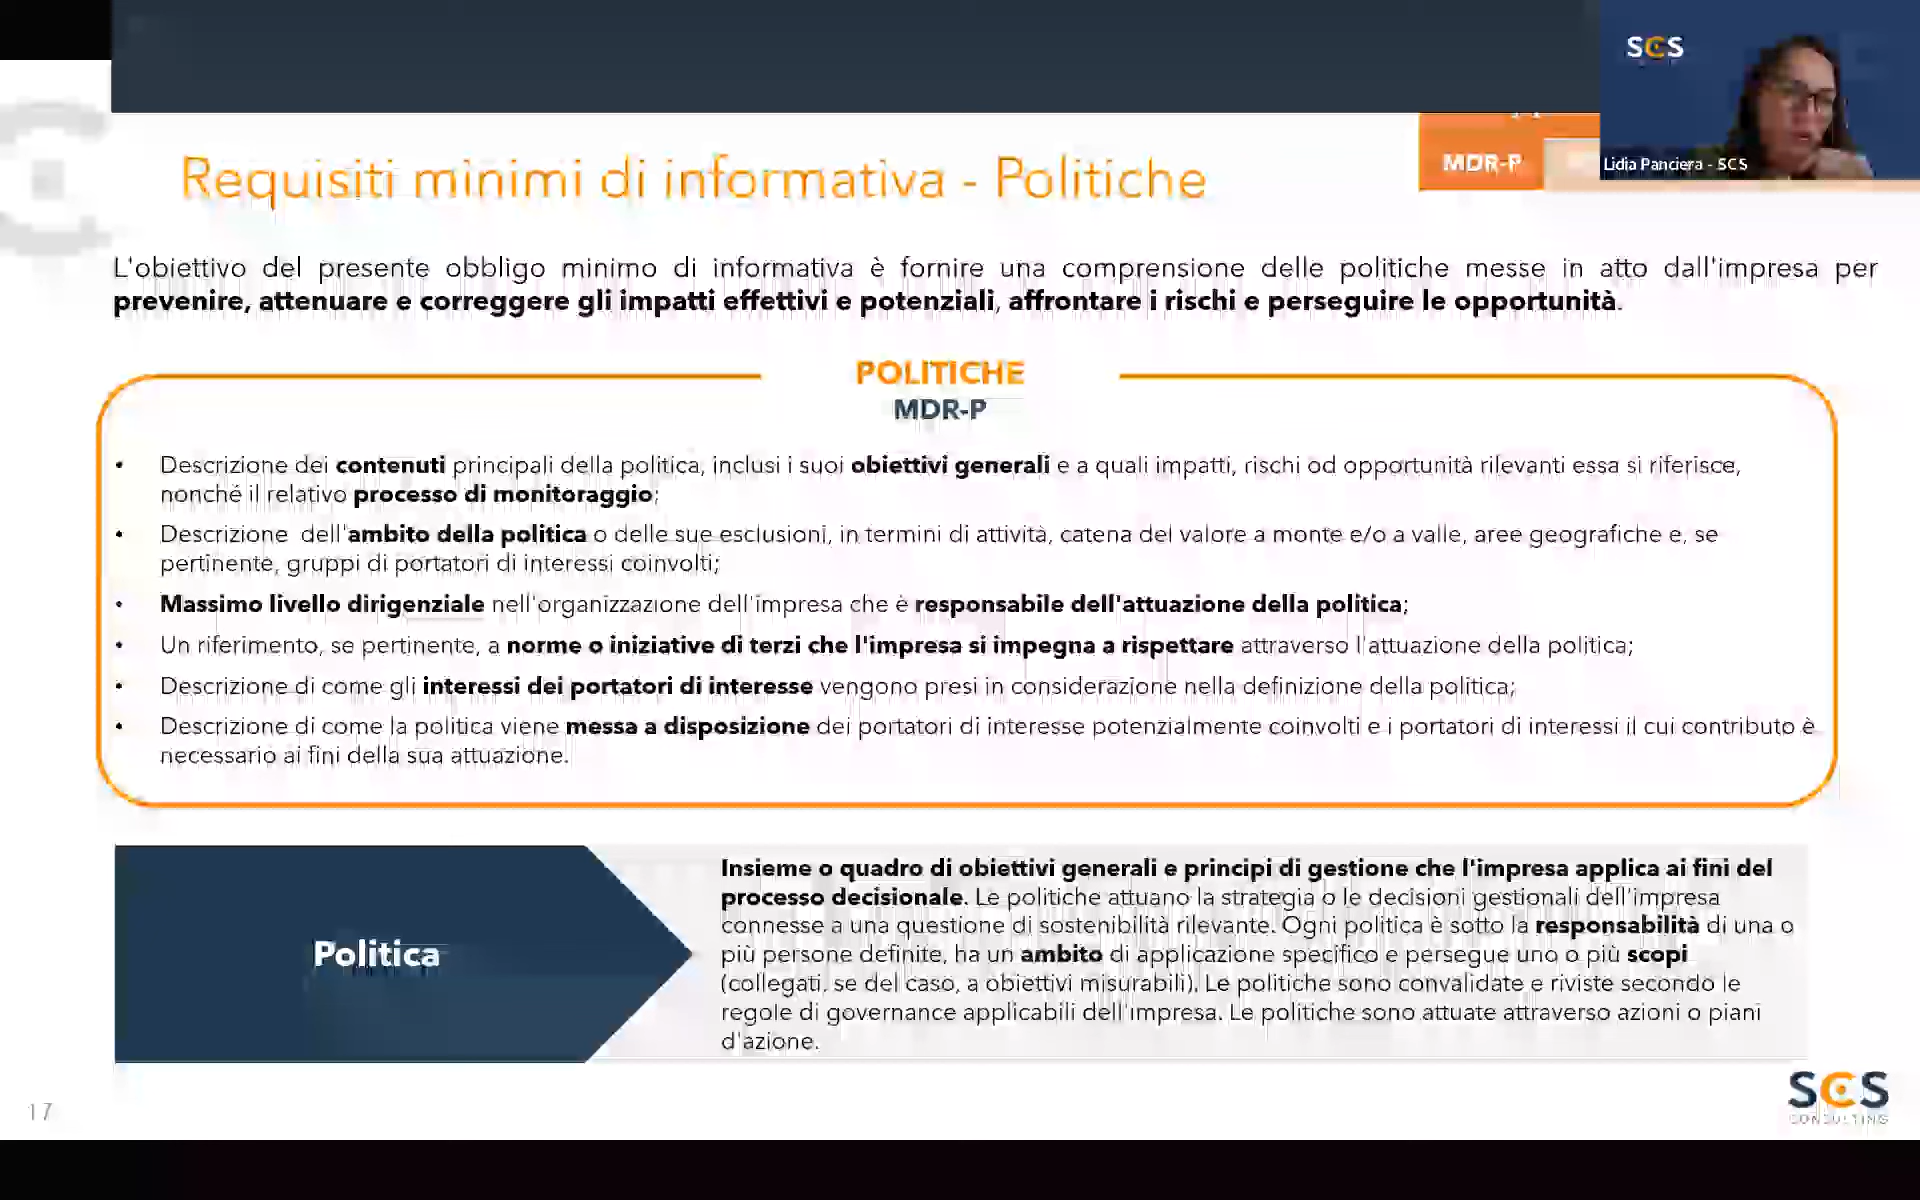 SCS
Lidia Panciera - SCS
MDR-P
Requisiti minimi di informativa - Politiche
L'obiettivo del presente obbligo minimo di informativa è fornire una comprensione delle politiche messe in atto dall'impresa per
prevenire, attenuare e correggere gli impatti effettivi e potenziali, affrontare i rischi e perseguire le opportunità.
POLITICHE
MDR-P
• Descrizione dei contenuti principali della politica, inclusi i suoi obiettivi generali e a quali impatti, rischi od opportunità rilevanti essa si riferisce,
nonché il relativo processo di monitoraggio;
• Descrizione dell'ambito della politica o delle sue esclusioni, in termini di attività, catena del valore a monte e/o a valle, aree geografiche e, se
pertinente, gruppi di portatori di interessi coinvolti;
• Massimo livello dirigenziale nell'organizzazione dell'impresa che è responsabile dell'attuazione della politica;
• Un riferimento, se pertinente, a norme o iniziative di terzi che l'impresa si impegna a rispettare attraverso l'attuazione della politica;
• Descrizione di come gli interessi dei portatori di interesse vengono presi in considerazione nella definizione della politica;
• Descrizione di come la politica viene messa a disposizione dei portatori di interesse potenzialmente coinvolti e i portatori di interessi il cui contributo è
necessario ai fini della sua attuazione.
Politica
Insieme o quadro di obiettivi generali e principi di gestione che l'impresa applica ai fini del
processo decisionale. Le politiche attuano la strategia o le decisioni gestionali dell'impresa
connesse a una questione di sostenibilità rilevante. Ogni politica è sotto la responsabilità di una o
più persone definite, ha un ambito di applicazione specifico e persegue uno o più scopi
(collegati, se del caso, a obiettivi misurabili). Le politiche sono convalidate e riviste secondo le
regole di governance applicabili dell'impresa. Le politiche sono attuate attraverso azioni o piani
d'azione.
17
SCS
CONSULTING